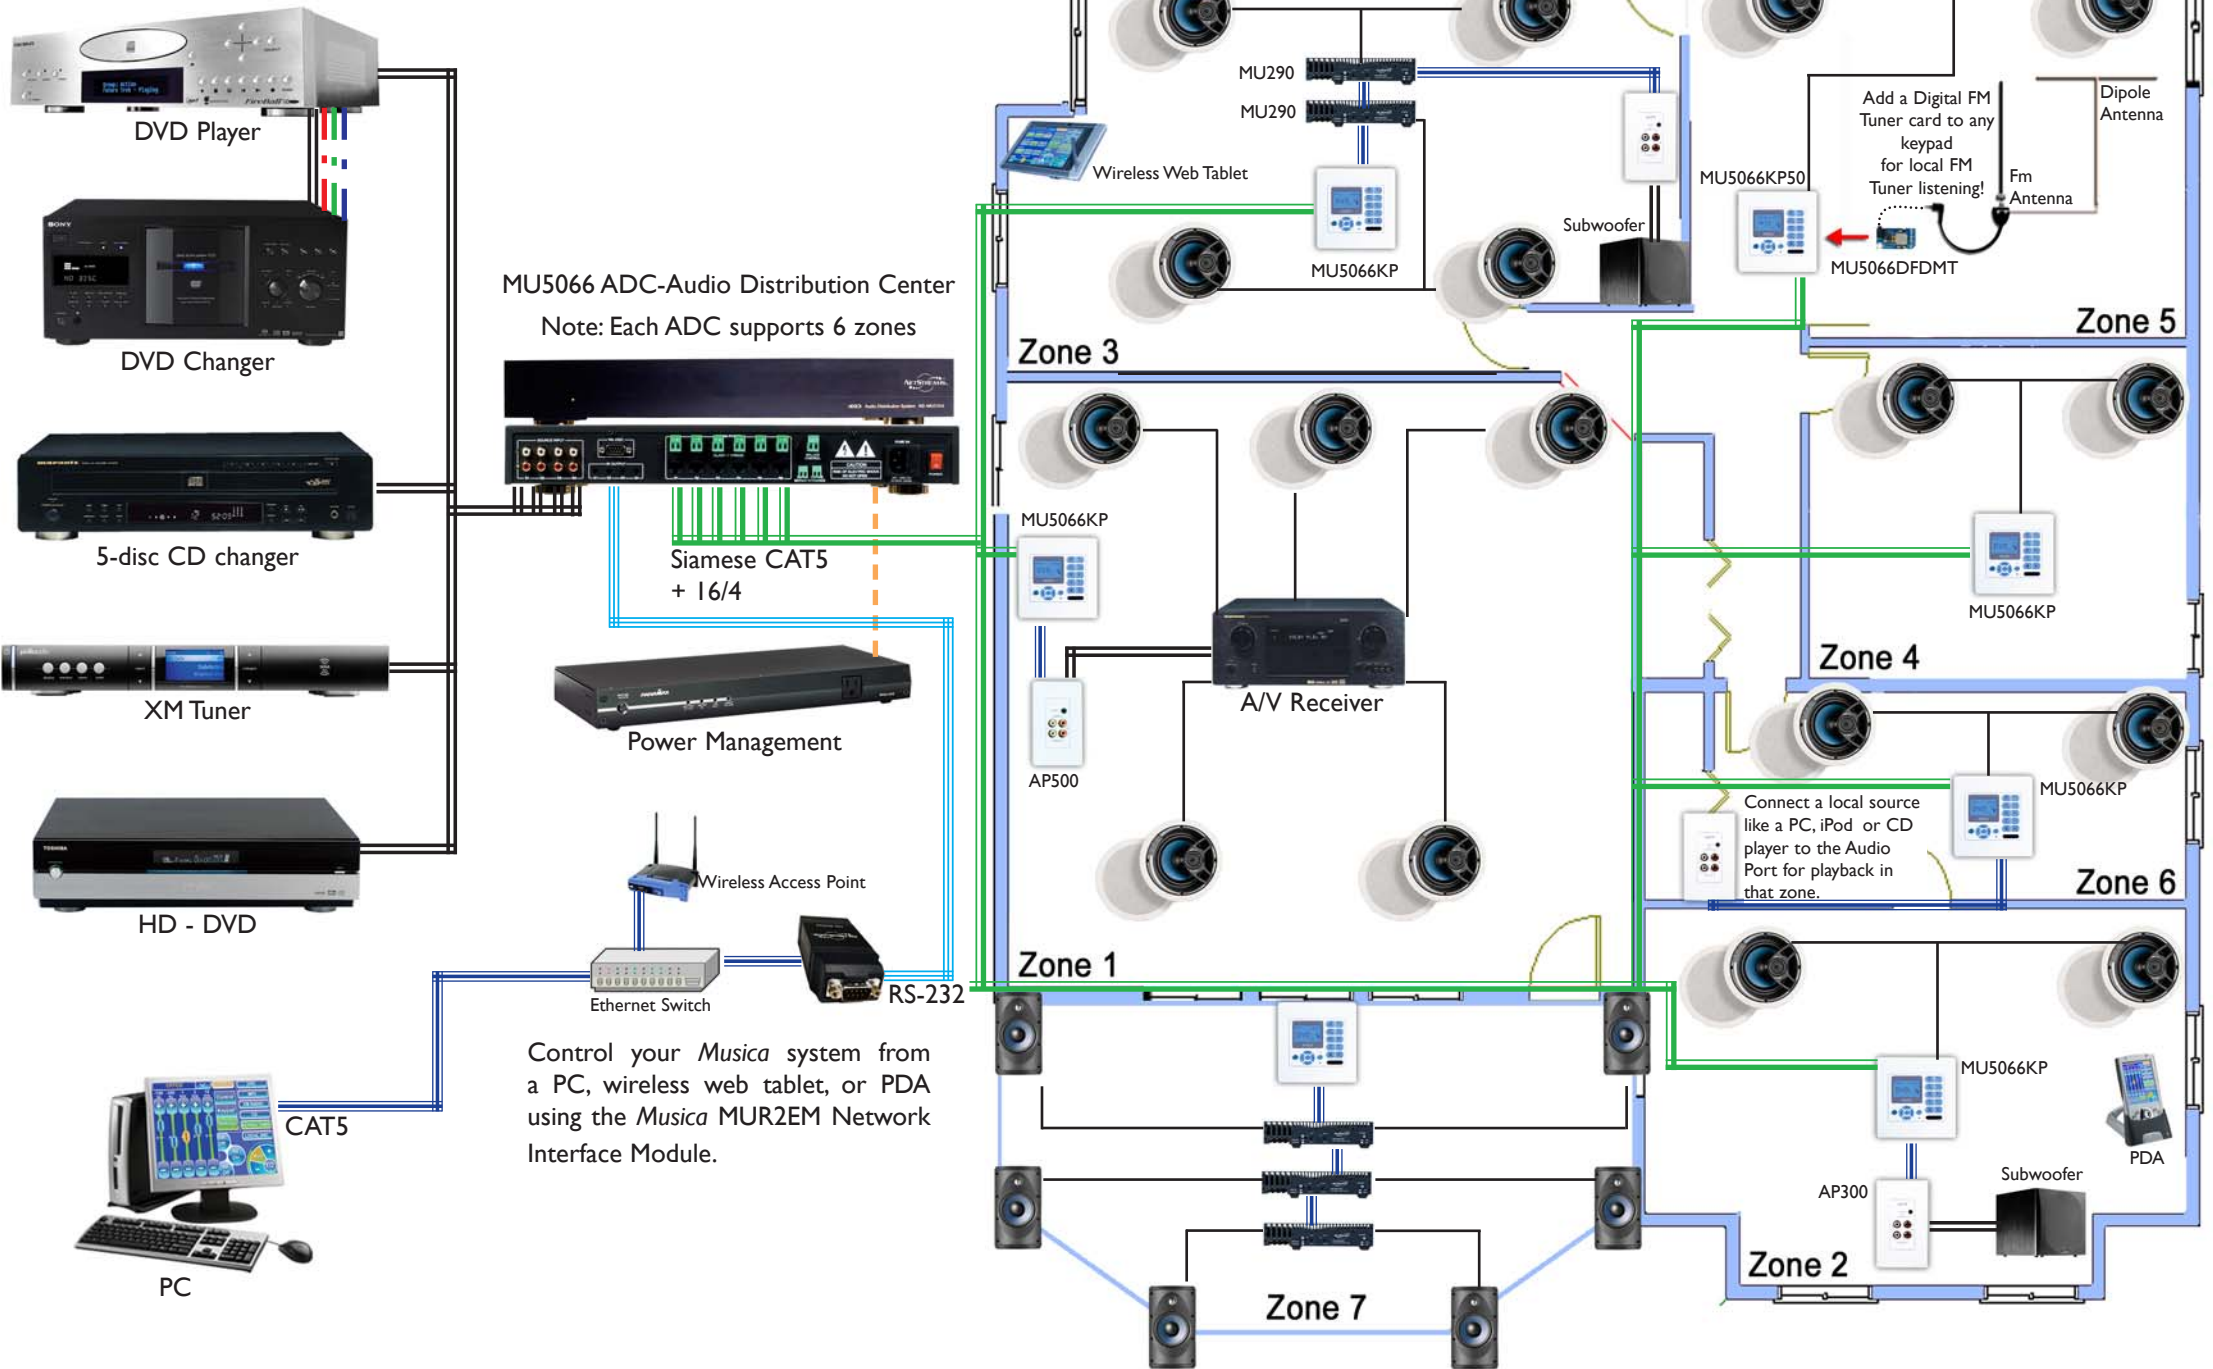 DVD Player
SONY
DVD Changer
marantz
5-disc CD changer
XM Tuner
TOSHIBA
HD - DVD
PC
CAT5
MU5066 ADC-Audio Distribution Center
Note: Each ADC supports 6 zones
SOURCE INPUT
CAUTION
Siamese CAT5
+ 16/4
Power Management
Wireless Access Point
Ethernet Switch
RS-232
Control your Musica system from
a PC, wireless web tablet, or PDA
using the Musica MUR2EM Network
Interface Module.
MU290
MU290
Wireless Web Tablet
MU5066KP
Subwoofer
Zone 3
MU5066KP50
Add a Digital FM
Tuner card to any
keypad
for local FM
Tuner listening!
Dipole
Antenna
Fm
Antenna
MU5066DFDMT
Zone 5
MU5066KP
AP500
A/V Receiver
Zone 1
MU5066KP
Zone 4
MU5066KP
Connect a local source
like a PC, iPod or CD
player to the Audio
Port for playback in
that zone.
Zone 6
MU5066KP
PDA
AP300
Subwoofer
Zone 2
Zone 7